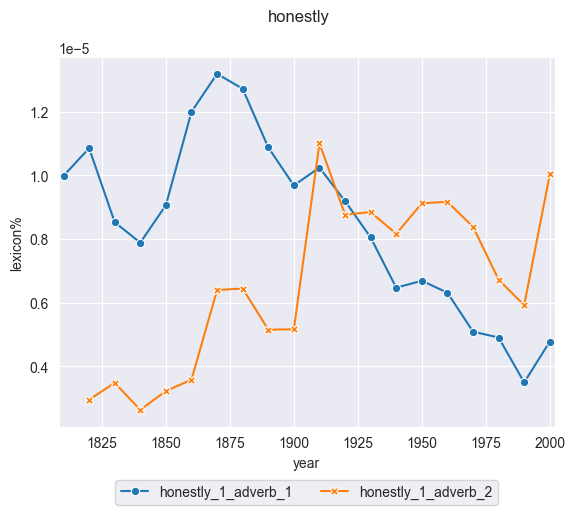 honestly
1e−5
1.2
1.0
0.8
0.6
0.4
lexicon%
1825 1850 1875 1900 1925 1950 1975 2000
year
honestly_1_adverb_1 honestly_1_adverb_2